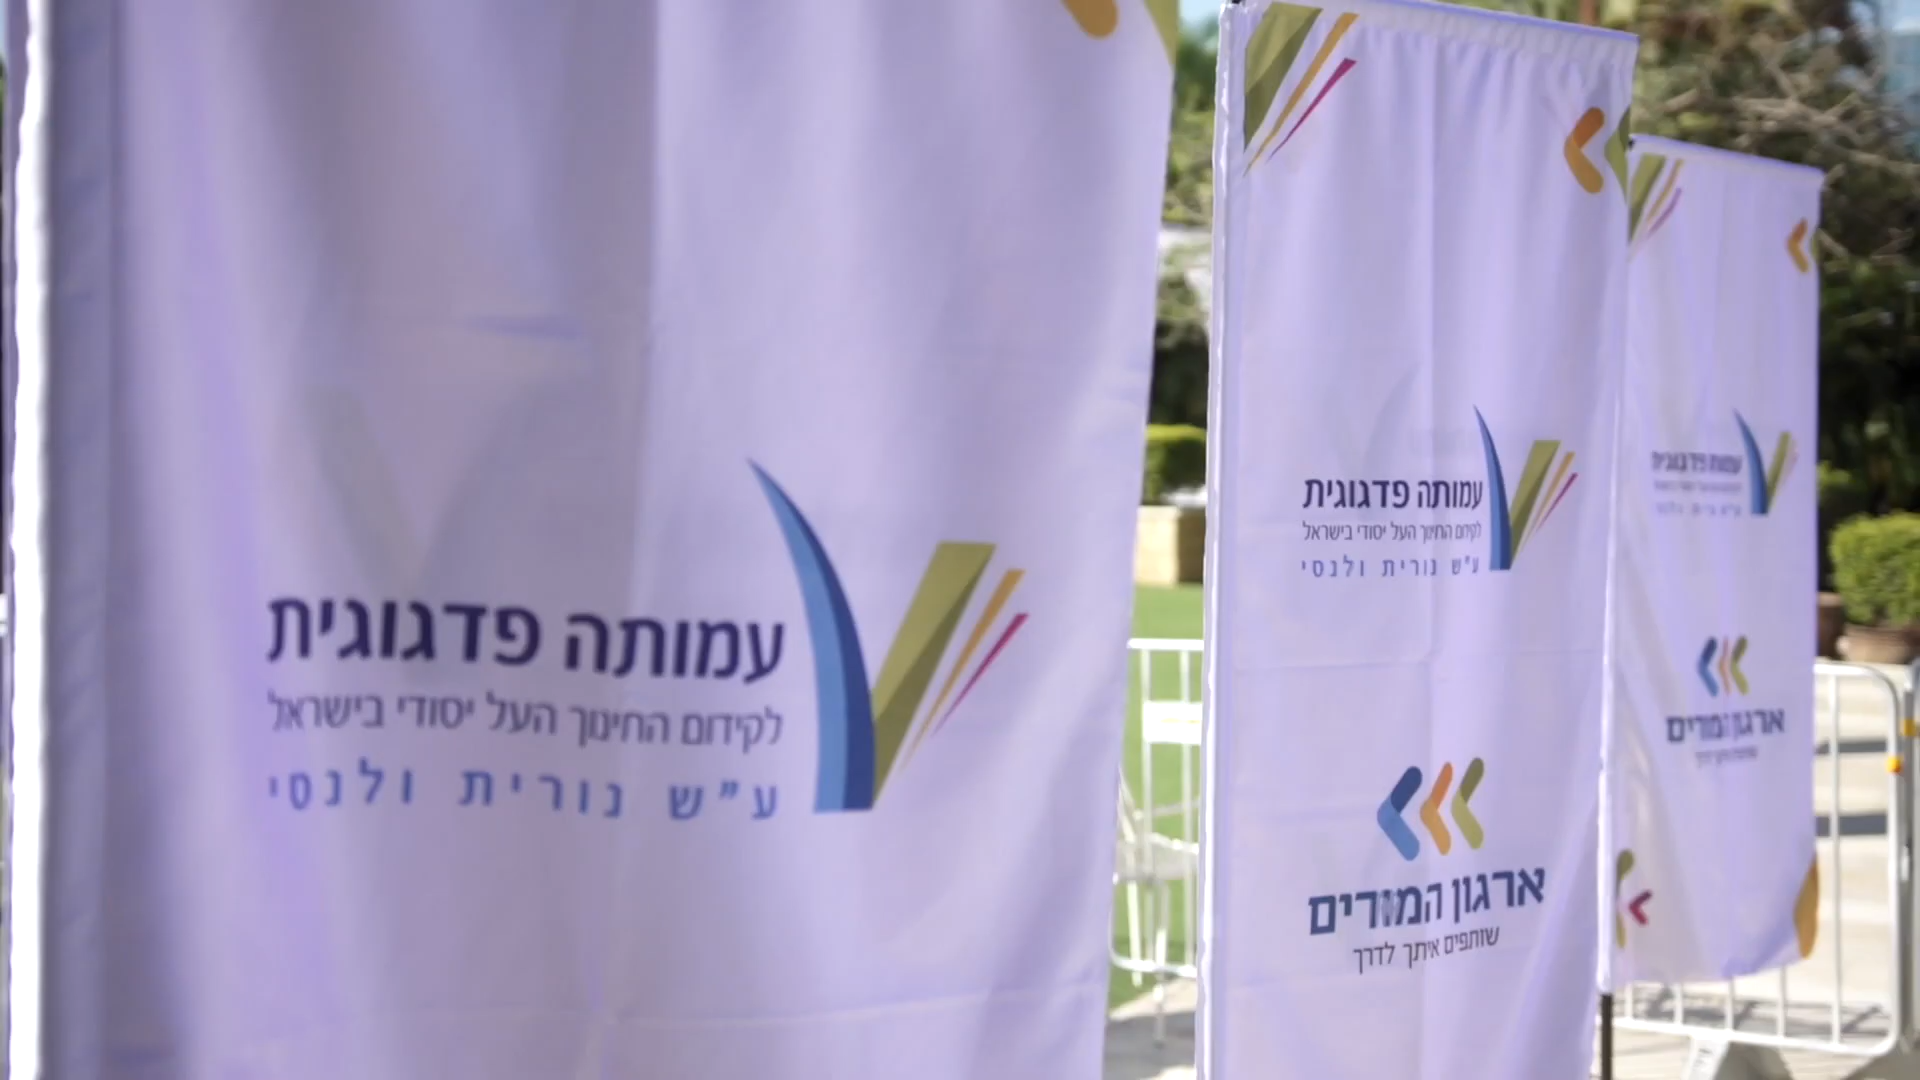 עמותה פדגוגית
לקידום החינוך העל יסודי בישראל
ע"ש נורית ולנסי
עמותה פדגוגית
לקידום החינוך העל יסודי בישראל
ע"ש נורית ולנסי
ארגון המורים
שותפים איתך לדרך
עמותה פדגוגית
ארגון המורים